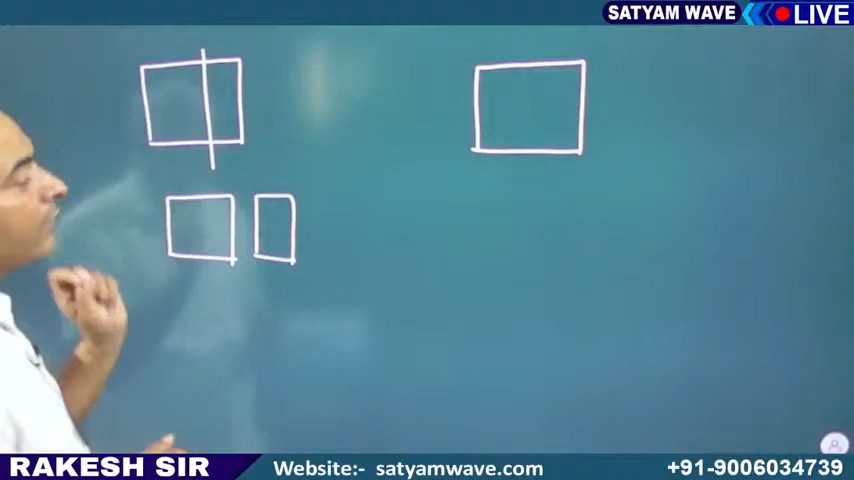 SATYAM WAVE LIVE
RAKESH SIR Website:- satyamwave.com +91-9006034739